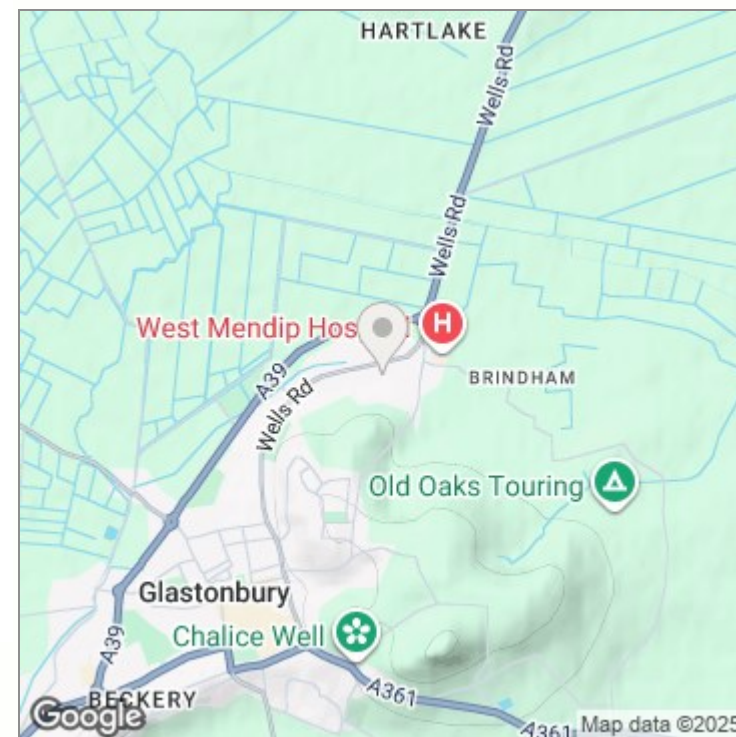 HARTLAKE
Wells Rd
Wells Rd
West Mendip Hos
H
BRINDHAM
A39
Wells Rd
Old Oaks Touring
Glastonbury
Chalice Well
A39
A361
BECKERY
A361
Google
Map data ©2025